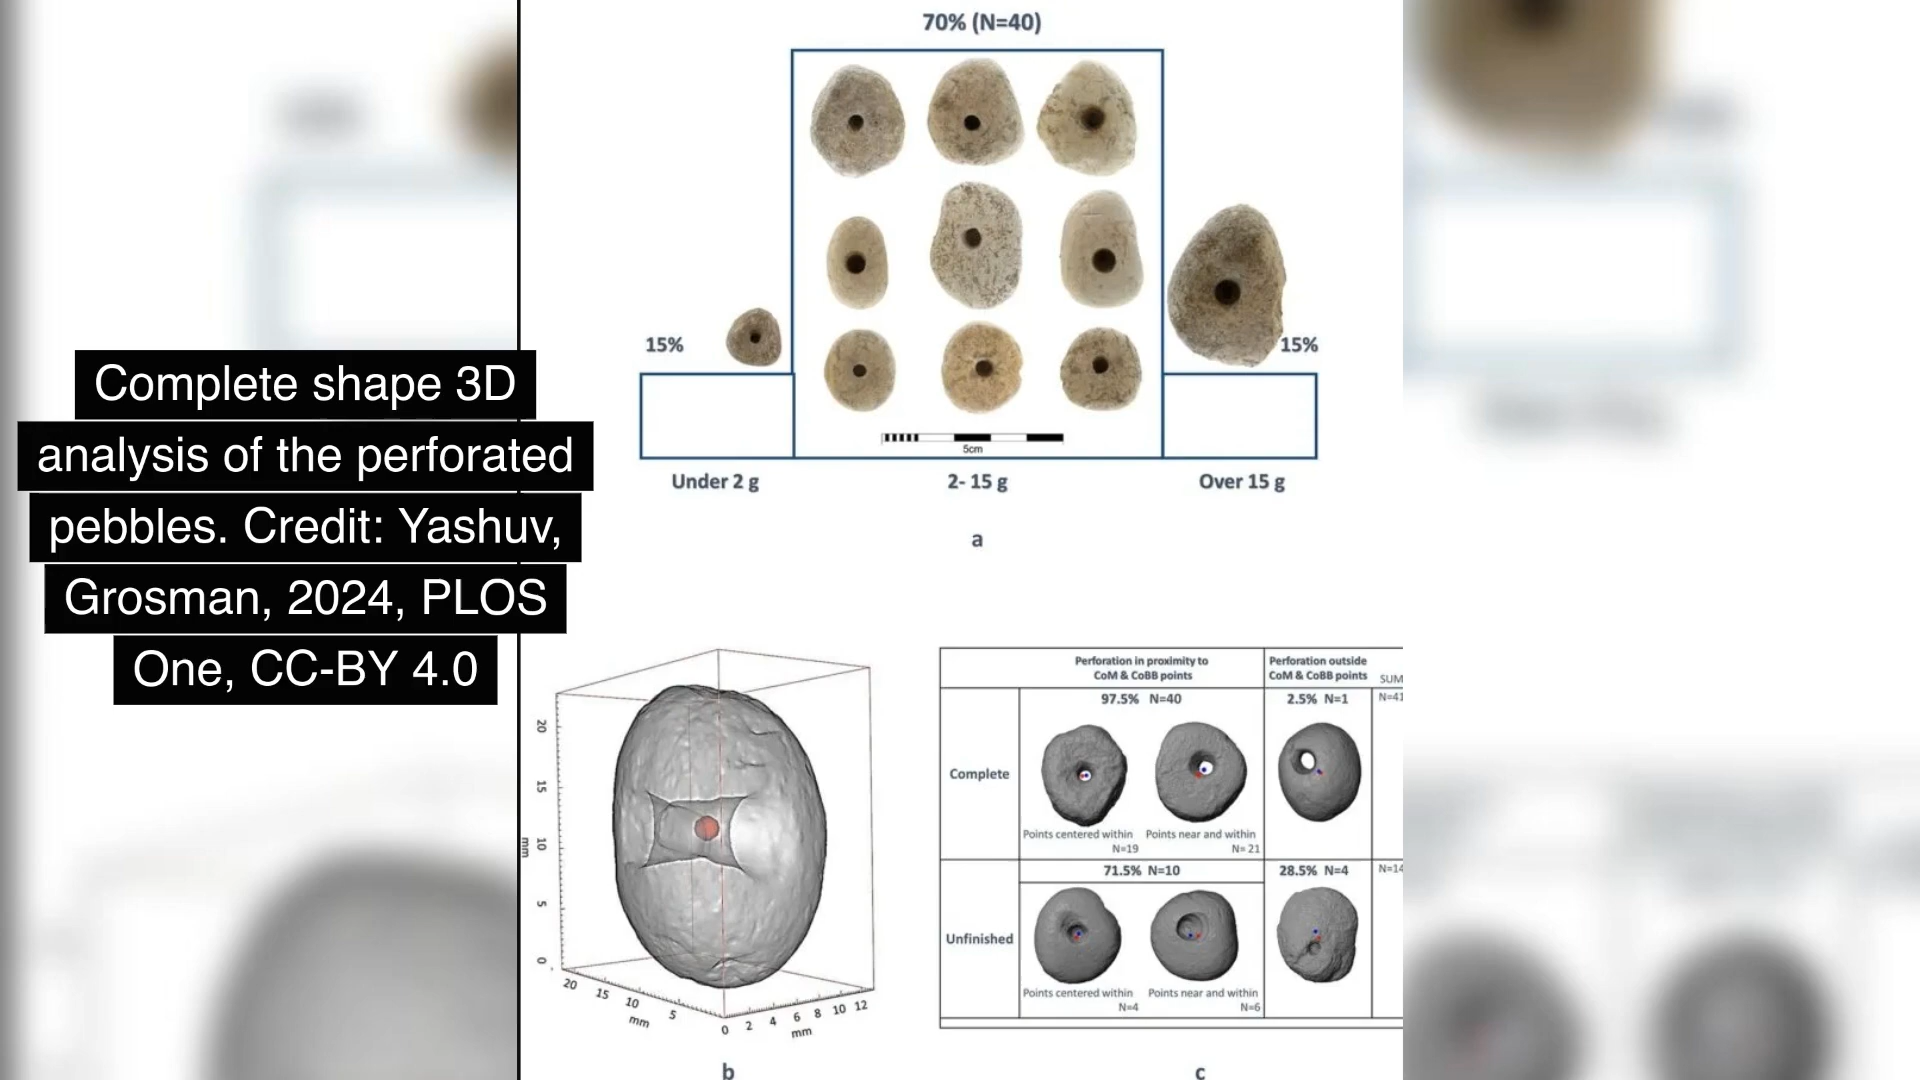 Complete shape 3D
analysis of the perforated
pebbles. Credit: Yashuv,
Grosman, 2024, PLOS
One, CC-BY 4.0
70% (N=40)
15%
15%
5cm
Under 2 g
2- 15 g
Over 15 g
a
20
15
10
5
0
mm
20
15
10
5
mm
0
2
4
6
8
10
12
mm
b
Perforation in proximity to
CoM & CoBB points
Perforation outside
CoM & CoBB points
SUM
97.5% N=40
2.5% N=1
N=41
Complete
Points centered within
N=19
Points near and within
N= 21
71.5% N=10
28.5% N=4
N=14
Unfinished
Points centered within
N=4
Points near and within
N=6
c